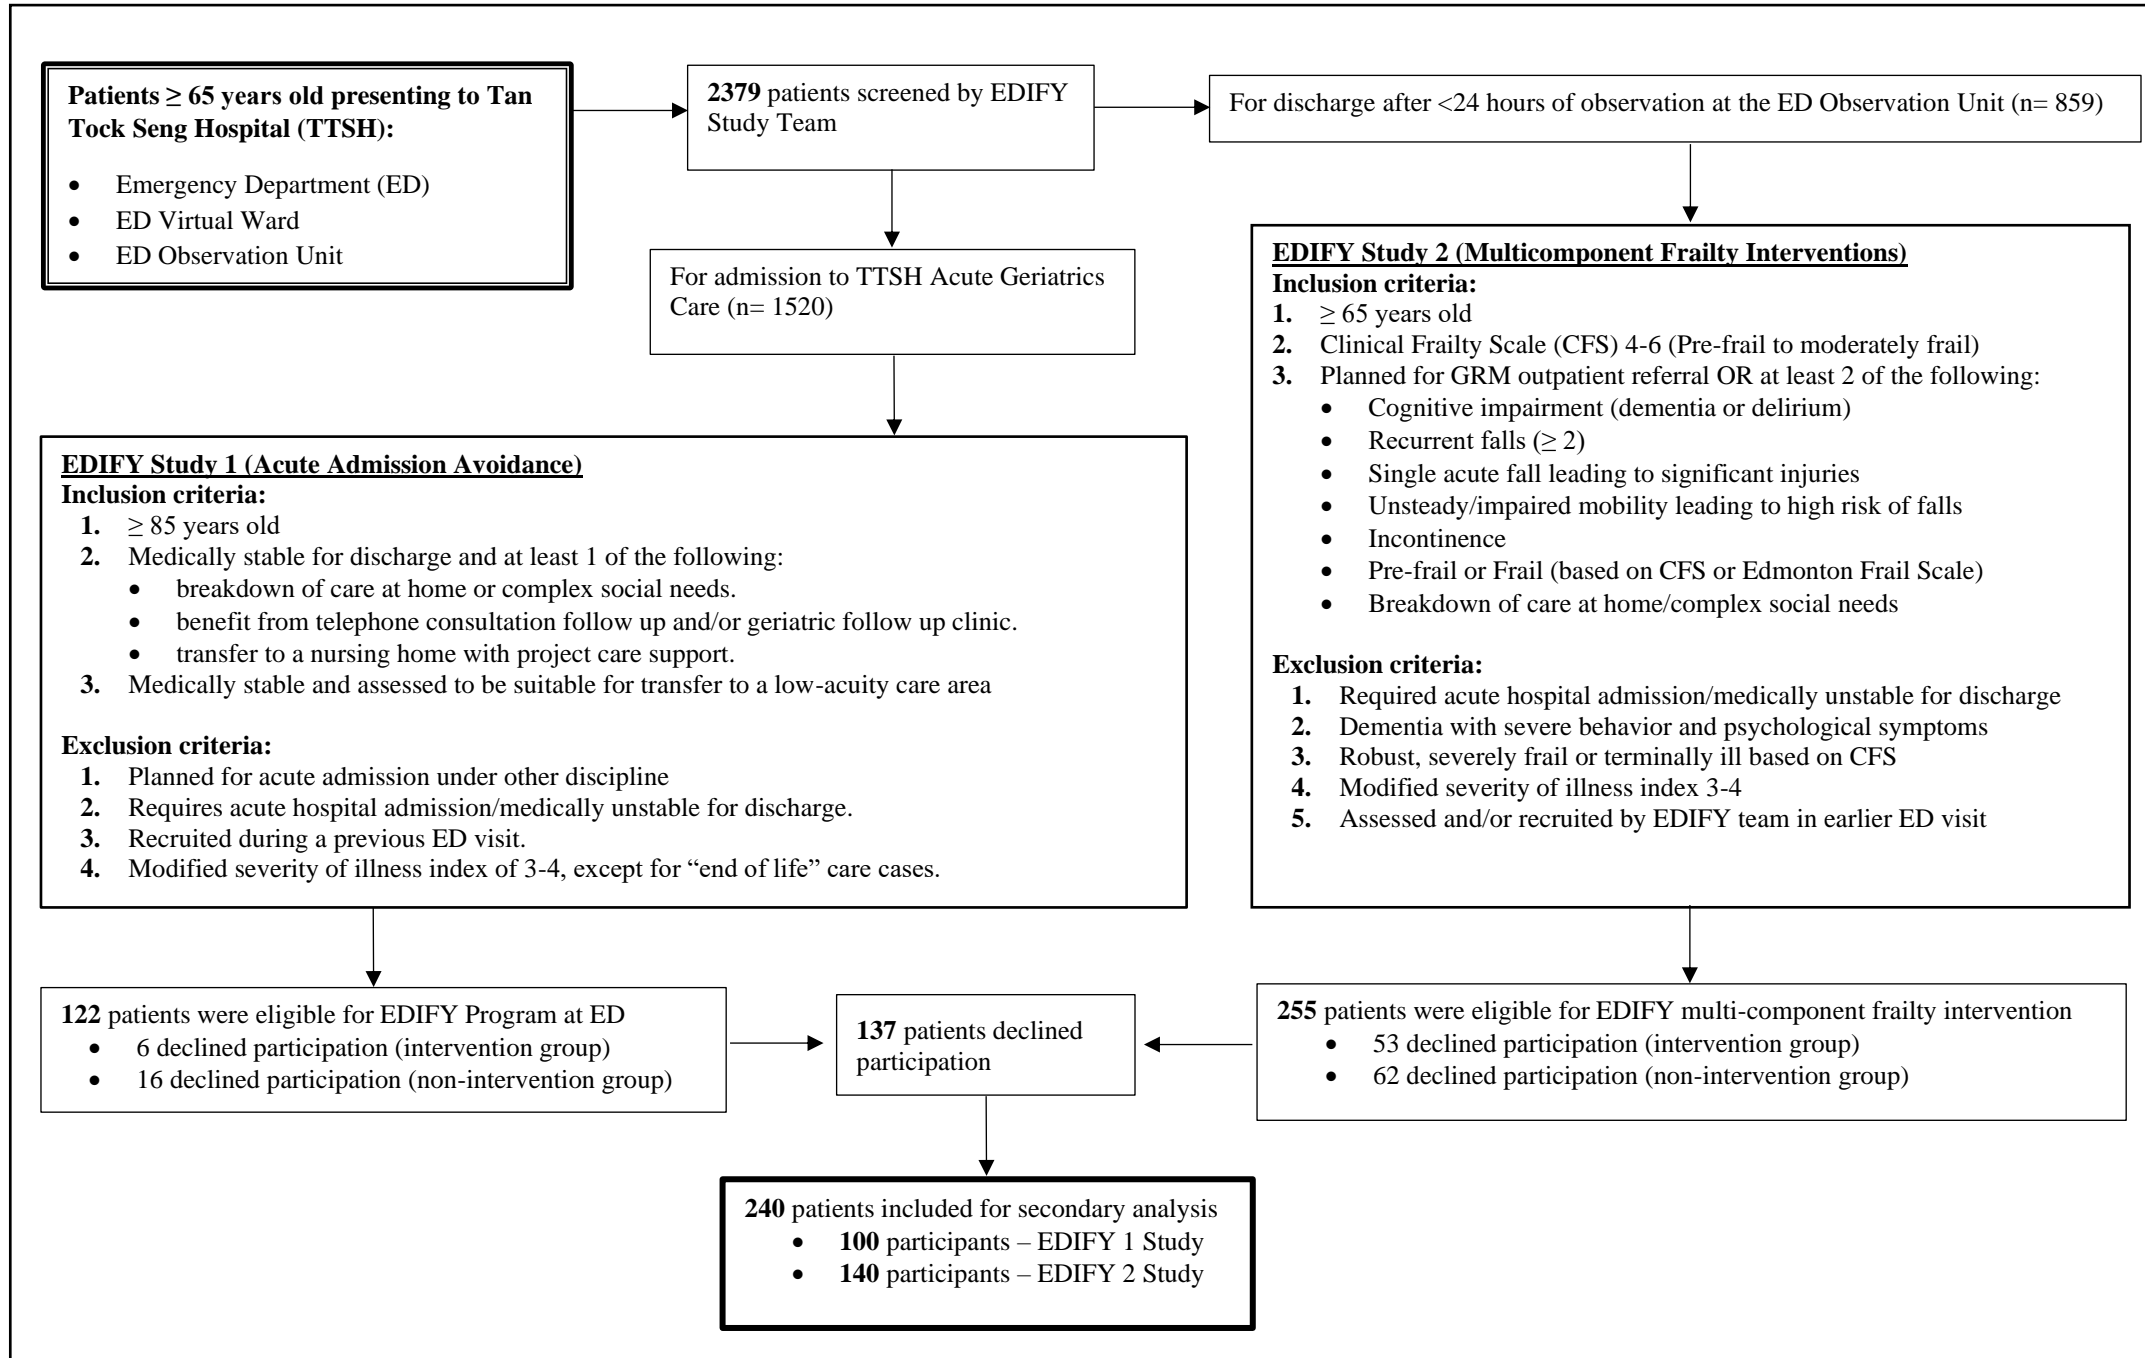 Patients ≥ 65 years old presenting to Tan
Tock Seng Hospital (TTSH):
• Emergency Department (ED)
• ED Virtual Ward
• ED Observation Unit
2379 patients screened by EDIFY
Study Team
For discharge after <24 hours of observation at the ED Observation Unit (n= 859)
For admission to TTSH Acute Geriatrics
Care (n= 1520)
EDIFY Study 1 (Acute Admission Avoidance)
Inclusion criteria:
1. ≥ 85 years old
2. Medically stable for discharge and at least 1 of the following:
• breakdown of care at home or complex social needs.
• benefit from telephone consultation follow up and/or geriatric follow up clinic.
• transfer to a nursing home with project care support.
3. Medically stable and assessed to be suitable for transfer to a low-acuity care area
Exclusion criteria:
1. Planned for acute admission under other discipline
2. Requires acute hospital admission/medically unstable for discharge.
3. Recruited during a previous ED visit.
4. Modified severity of illness index of 3-4, except for “end of life” care cases.
EDIFY Study 2 (Multicomponent Frailty Interventions)
Inclusion criteria:
1. ≥ 65 years old
2. Clinical Frailty Scale (CFS) 4-6 (Pre-frail to moderately frail)
3. Planned for GRM outpatient referral OR at least 2 of the following:
• Cognitive impairment (dementia or delirium)
• Recurrent falls (≥ 2)
• Single acute fall leading to significant injuries
• Unsteady/impaired mobility leading to high risk of falls
• Incontinence
• Pre-frail or Frail (based on CFS or Edmonton Frail Scale)
• Breakdown of care at home/complex social needs
Exclusion criteria:
1. Required acute hospital admission/medically unstable for discharge
2. Dementia with severe behavior and psychological symptoms
3. Robust, severely frail or terminally ill based on CFS
4. Modified severity of illness index 3-4
5. Assessed and/or recruited by EDIFY team in earlier ED visit
122 patients were eligible for EDIFY Program at ED
• 6 declined participation (intervention group)
• 16 declined participation (non-intervention group)
137 patients declined
participation
255 patients were eligible for EDIFY multi-component frailty intervention
• 53 declined participation (intervention group)
• 62 declined participation (non-intervention group)
240 patients included for secondary analysis
• 100 participants – EDIFY 1 Study
• 140 participants – EDIFY 2 Study